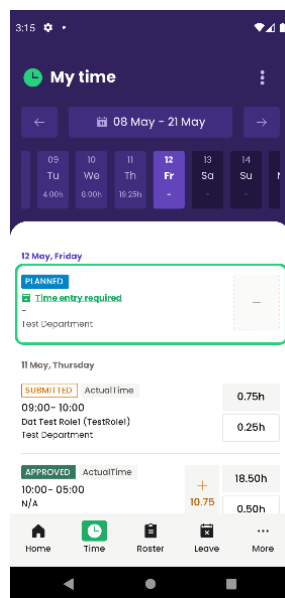 3:15
My time
08 May - 21 May
09 10 11 12 13 14
Tu We Th Fr Sa Su
4.00h 6.00h 19.25h - - -
12 May, Friday
PLANNED
Time entry required
-
Test Department
—
11 May, Thursday
SUBMITTED ActualTime
0.75h
09:00- 10:00
Dat Test Role1 (TestRole1)
0.25h
Test Department
APPROVED ActualTime
18.50h
10:00- 05:00
+
N/A
10.75
0.50h
Home Time Roster Leave More